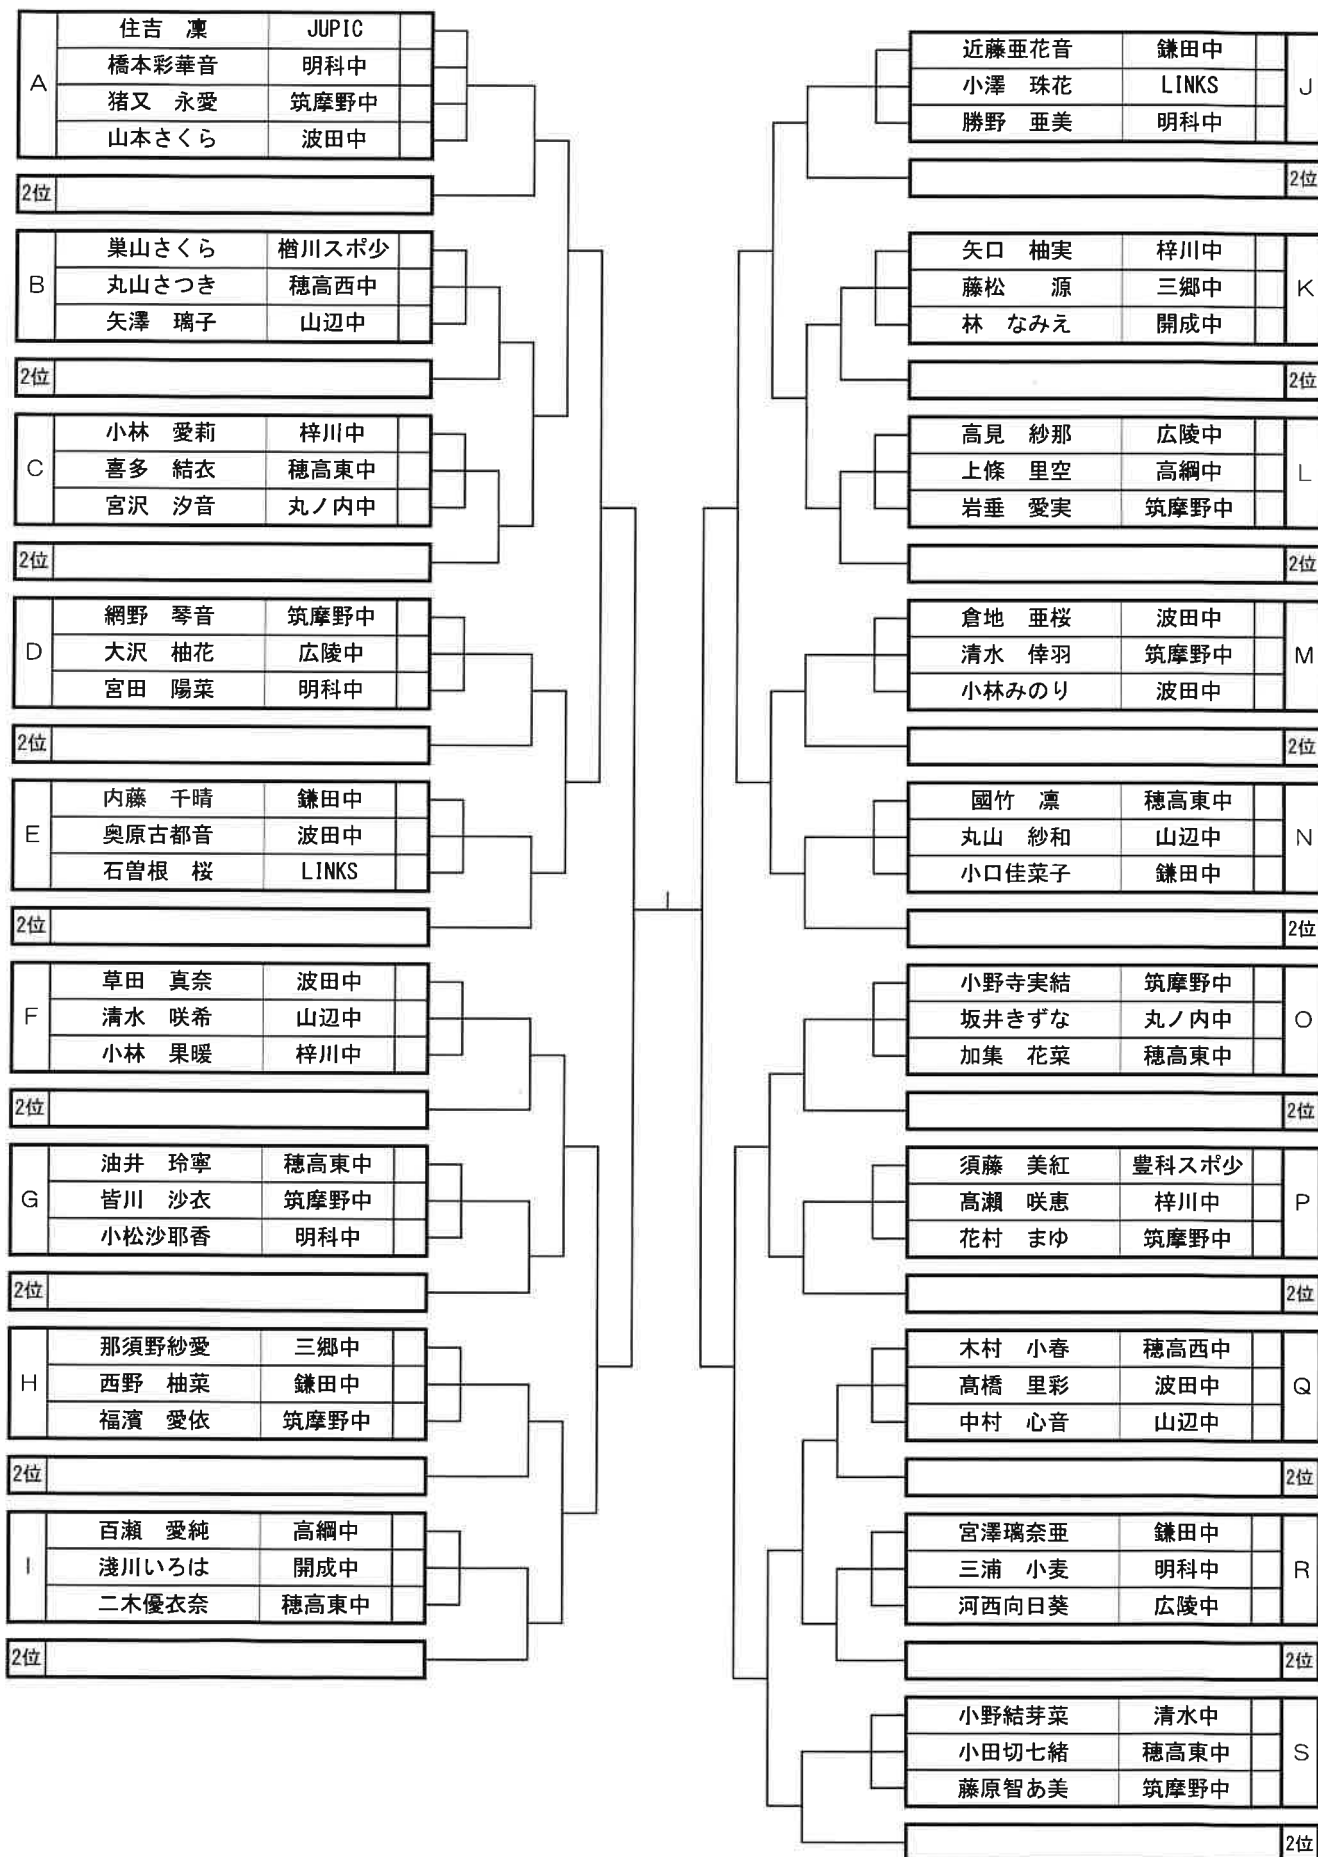 A
住吉　凜 JUPIC
橋本彩華音 明科中
猪又　永愛 筑摩野中
山本さくら 波田中
2位
B
巣山さくら 楢川スポ少
丸山さつき 穂高西中
矢澤　璃子 山辺中
2位
C
小林　愛莉 梓川中
喜多　結衣 穂高東中
宮沢　汐音 丸ノ内中
2位
D
網野　琴音 筑摩野中
大沢　柚花 広陵中
宮田　陽菜 明科中
2位
E
内藤　千晴 鎌田中
奥原古都音 波田中
石曽根　桜 LINKS
2位
F
草田　真奈 波田中
清水　咲希 山辺中
小林　果暖 梓川中
2位
G
油井　玲寧 穂高東中
皆川　沙衣 筑摩野中
小松沙耶香 明科中
2位
H
那須野紗愛 三郷中
西野　柚菜 鎌田中
福濱　愛依 筑摩野中
2位
I
百瀬　愛純 高綱中
淺川いろは 開成中
二木優衣奈 穂高東中
2位
近藤亜花音 鎌田中
小澤　珠花 LINKS
勝野　亜美 明科中
J
2位
矢口　柚実 梓川中
藤松　　源 三郷中
林　なみえ 開成中
K
2位
高見　紗那 広陵中
上條　里空 高綱中
岩垂　愛実 筑摩野中
L
2位
倉地　亜桜 波田中
清水　倖羽 筑摩野中
小林みのり 波田中
M
2位
國竹　凛 穂高東中
丸山　紗和 山辺中
小口佳菜子 鎌田中
N
2位
小野寺実結 筑摩野中
坂井きずな 丸ノ内中
加集　花菜 穂高東中
O
2位
須藤　美紅 豊科スポ少
髙瀬　咲恵 梓川中
花村　まゆ 筑摩野中
P
2位
木村　小春 穂高西中
髙橋　里彩 波田中
中村　心音 山辺中
Q
2位
宮澤璃奈亜 鎌田中
三浦　小麦 明科中
河西向日葵 広陵中
R
2位
小野結芽菜 清水中
小田切七緒 穂高東中
藤原智あ美 筑摩野中
S
2位